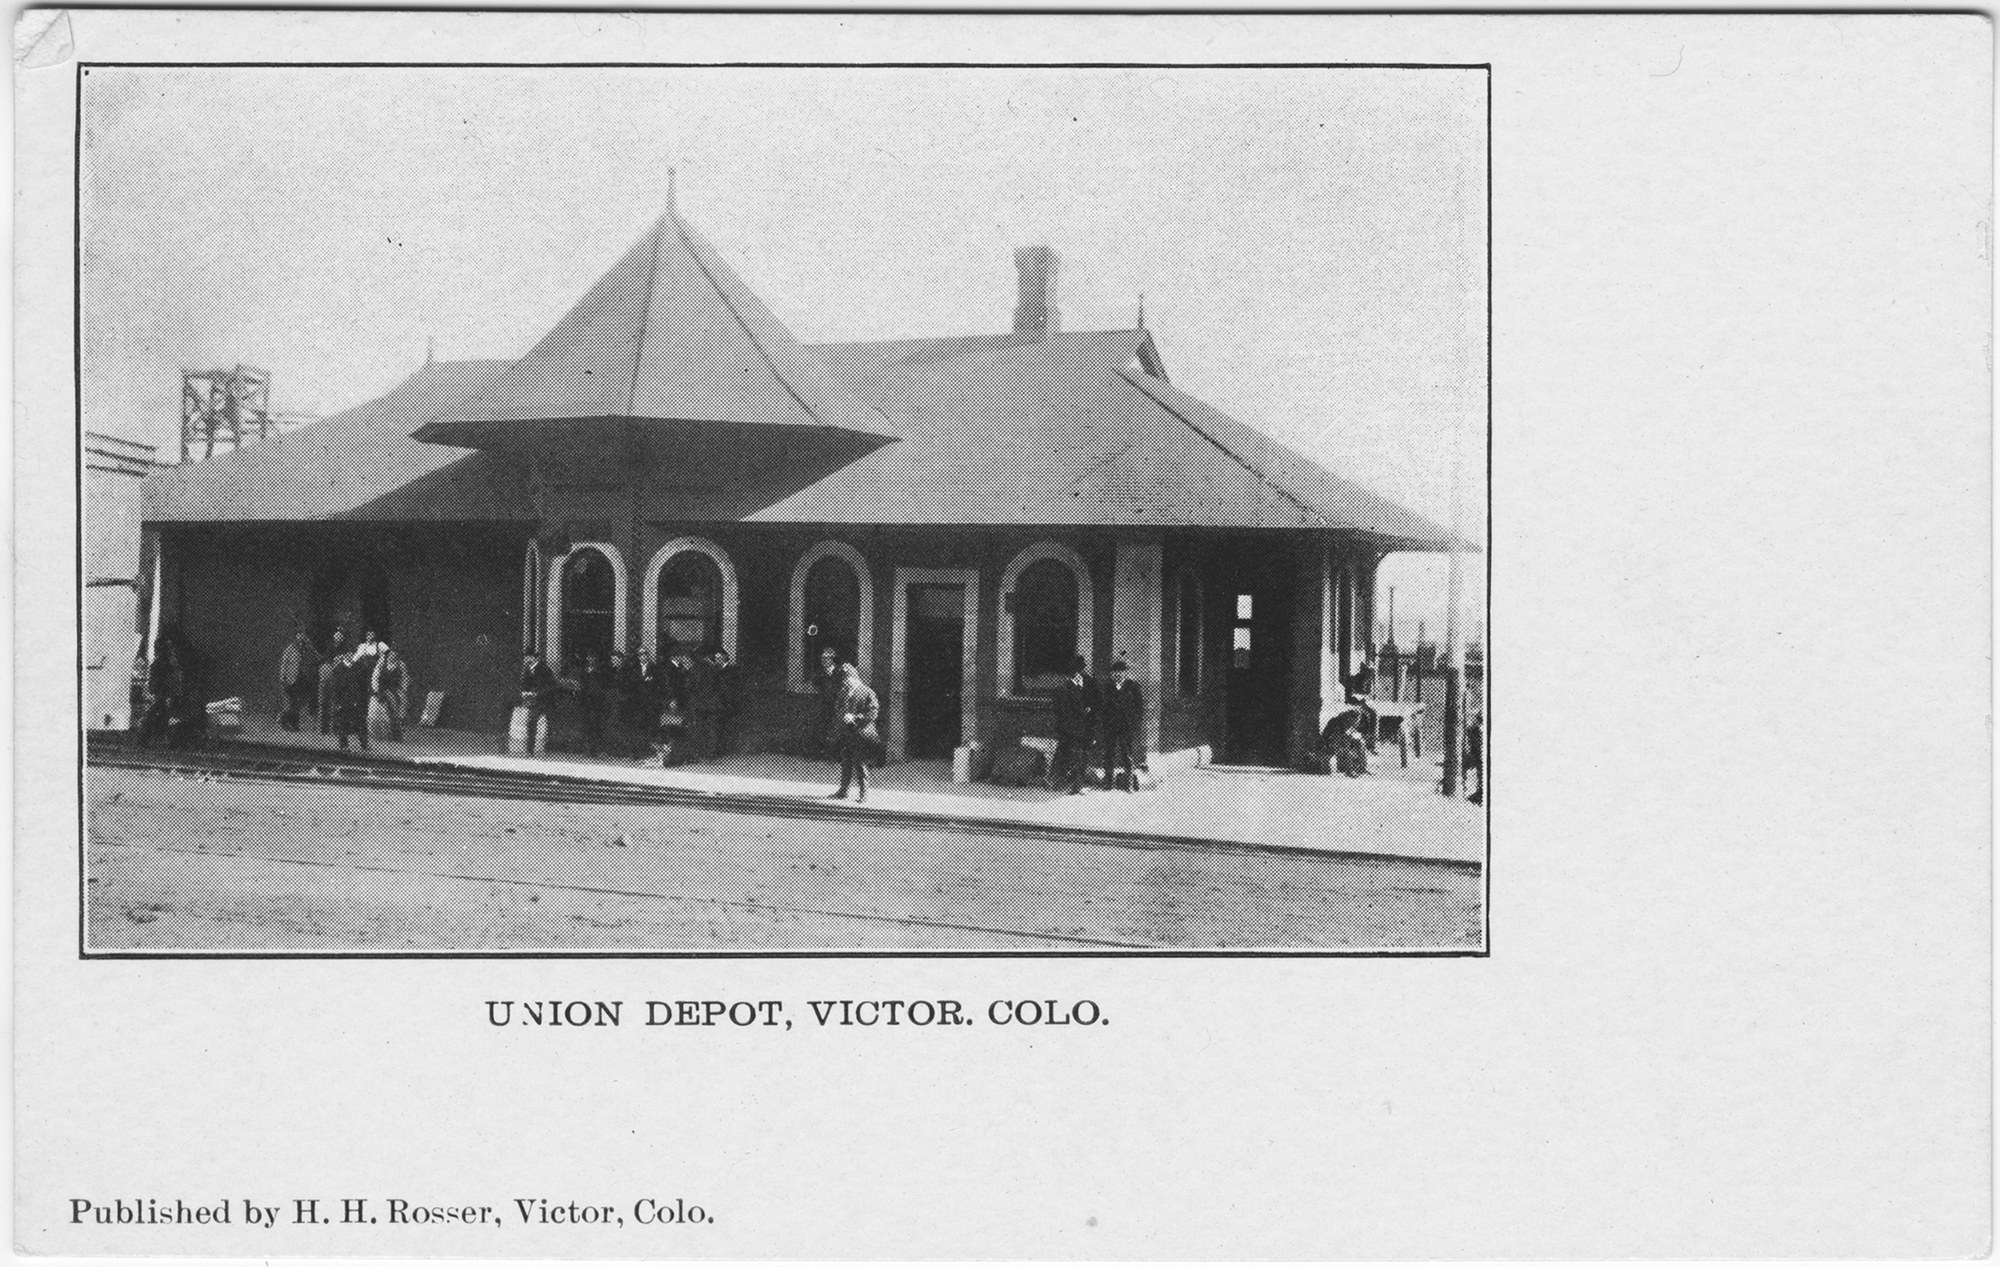 UNION DEPOT, VICTOR. COLO.
Published by H. H. Rosser, Victor, Colo.